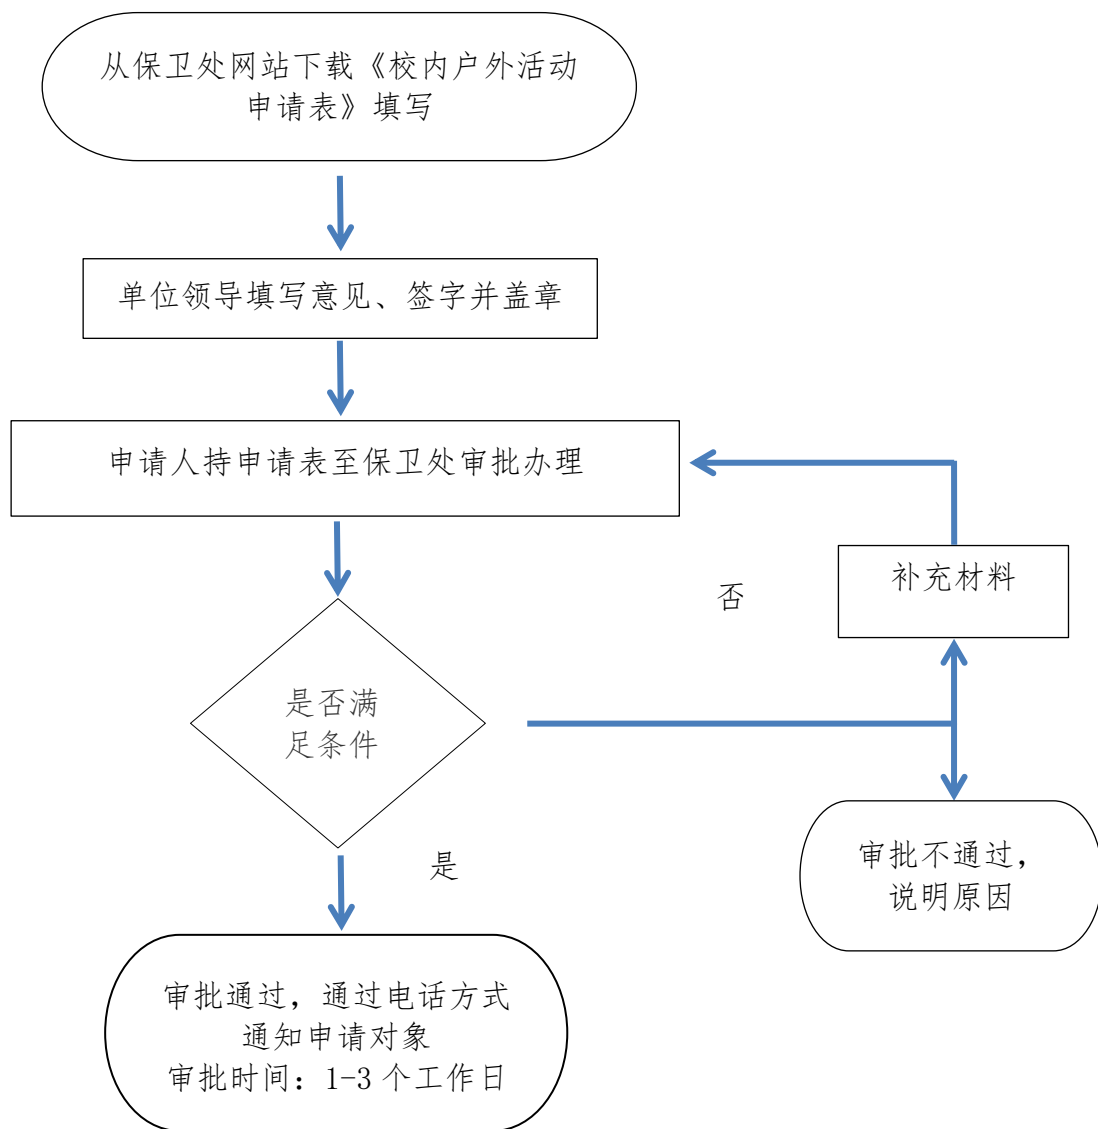 从保卫处网站下载《校内户外活动
申请表》填写
单位领导填写意见、签字并盖章
申请人持申请表至保卫处审批办理
补充材料
否
是否满
足条件
审批不通过，
说明原因
是
审批通过，通过电话方式
通知申请对象
审批时间：1-3 个工作日